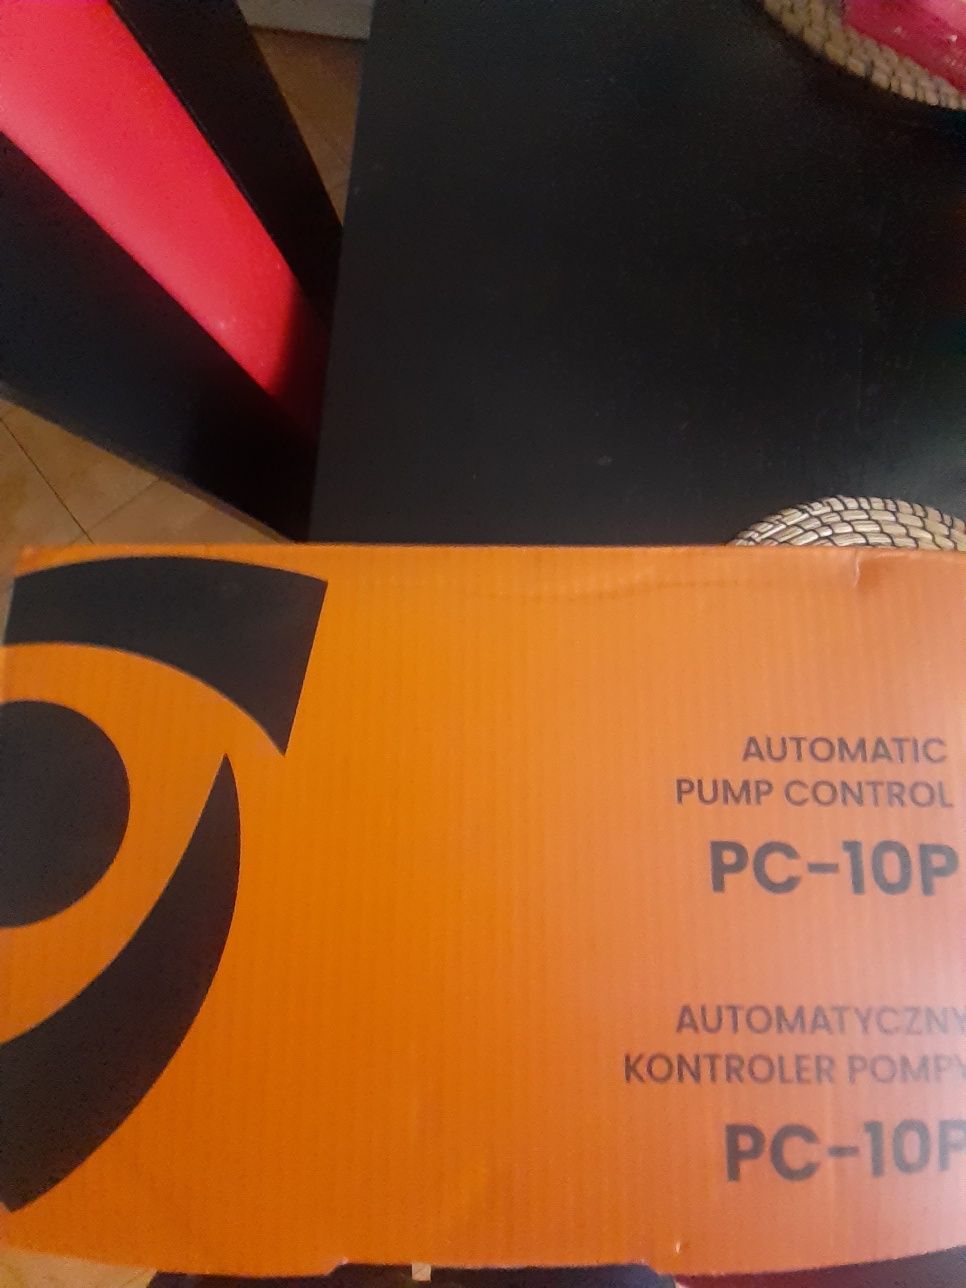 AUTOMATIC
PUMP CONTROL
PC-10P
AUTOMATYCZNY
KONTROLER POMPY
PC-10P